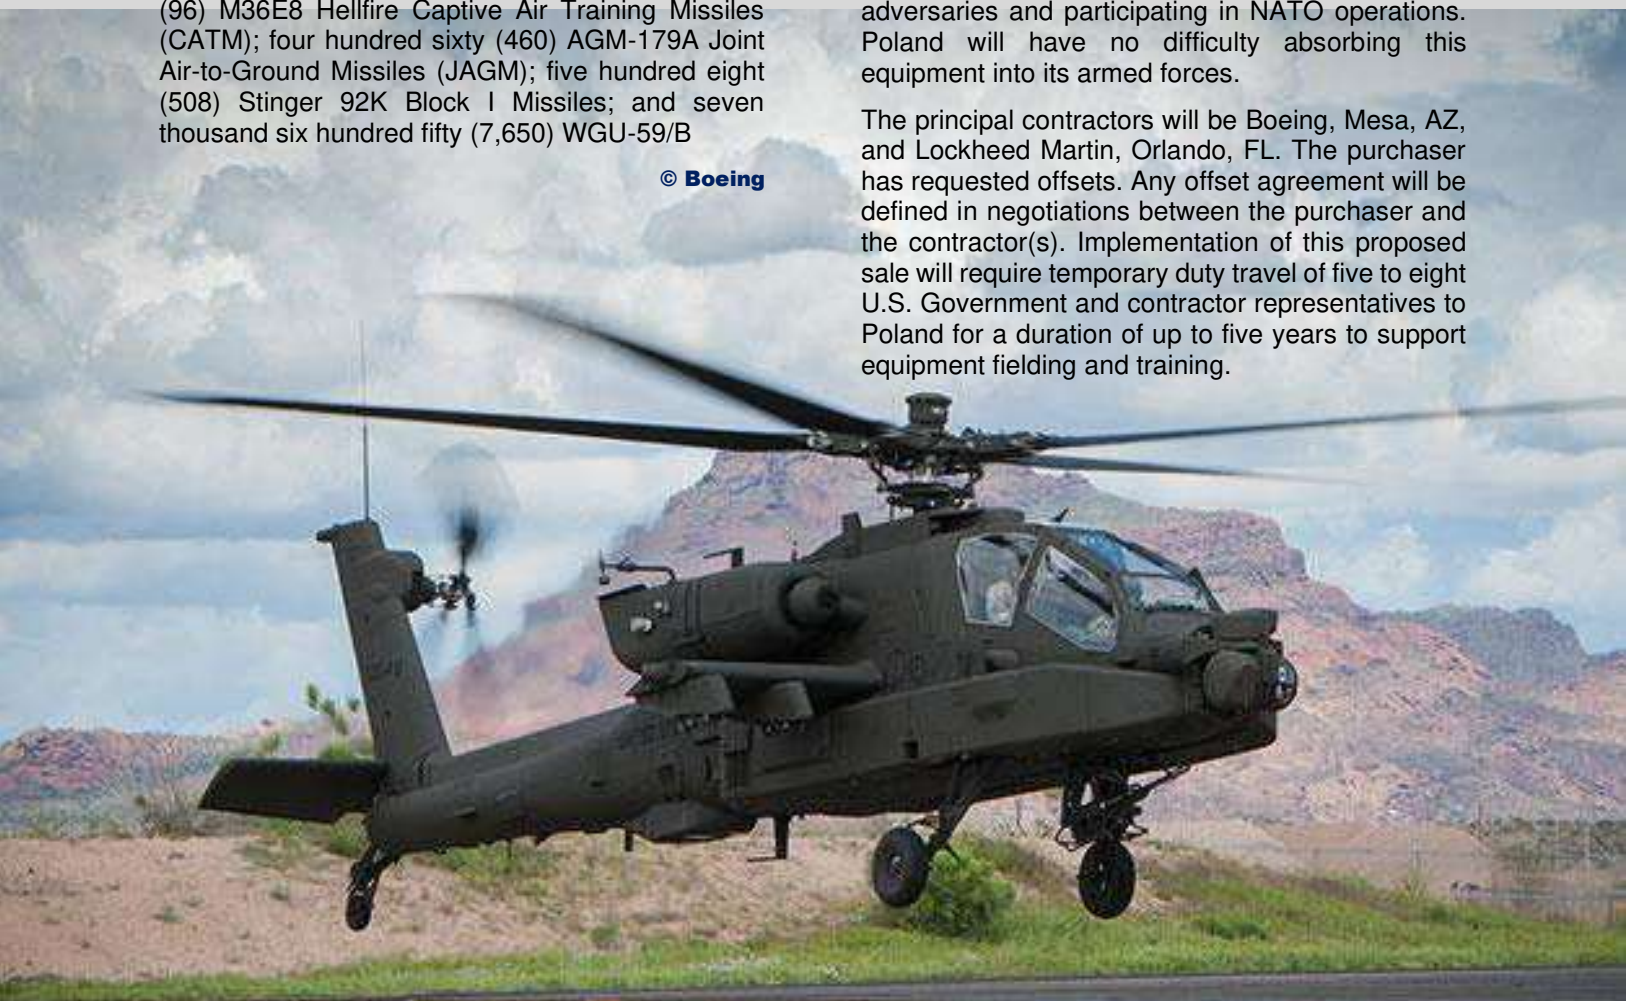 (96) M36E8 Hellfire Captive Air Training Missiles
(CATM); four hundred sixty (460) AGM-179A Joint
Air-to-Ground Missiles (JAGM); five hundred eight
(508) Stinger 92K Block I Missiles; and seven
thousand six hundred fifty (7,650) WGU-59/B
© Boeing
adversaries and participating in NATO operations.
Poland will have no difficulty absorbing this
equipment into its armed forces.
The principal contractors will be Boeing, Mesa, AZ,
and Lockheed Martin, Orlando, FL. The purchaser
has requested offsets. Any offset agreement will be
defined in negotiations between the purchaser and
the contractor(s). Implementation of this proposed
sale will require temporary duty travel of five to eight
U.S. Government and contractor representatives to
Poland for a duration of up to five years to support
equipment fielding and training.